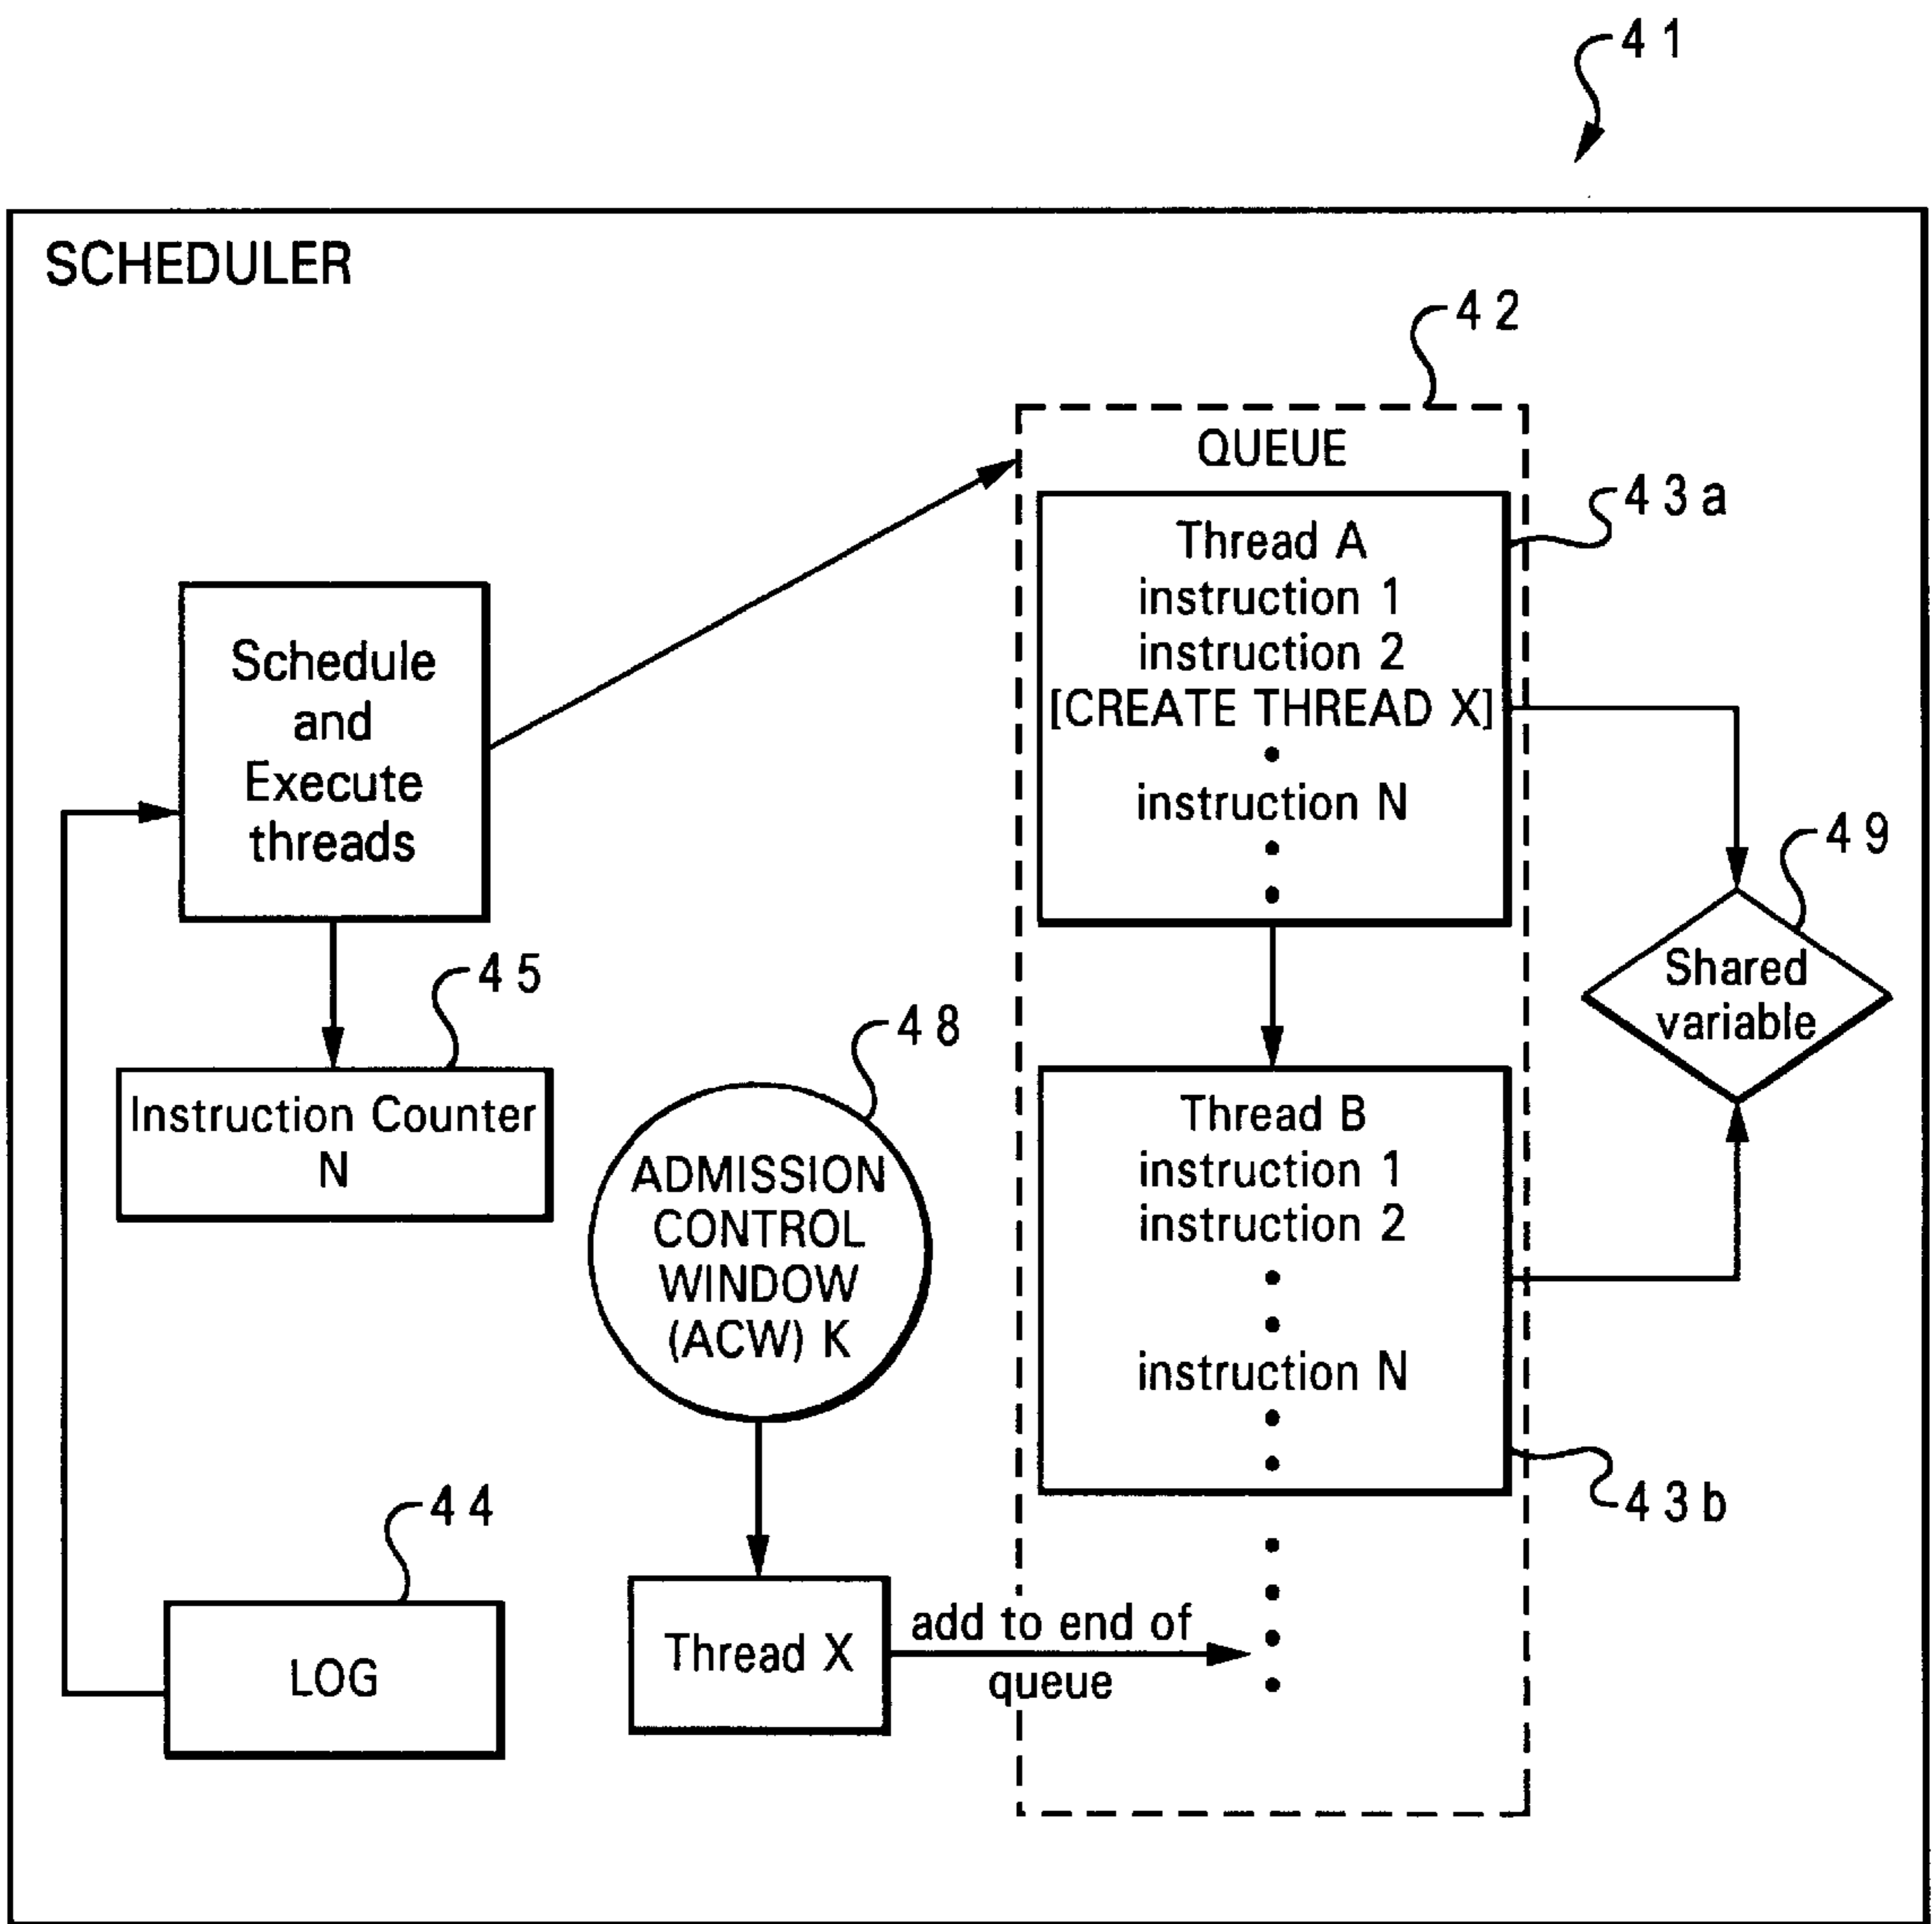 41
SCHEDULER
42
QUEUE
43a
Thread A
instruction 1
instruction 2
[CREATE THREAD X]
instruction N
Schedule
and
Execute
threads
49
Shared
variable
45
Instruction Counter
N
48
ADMISSION
CONTROL
WINDOW
(ACW) K
Thread B
instruction 1
instruction 2
instruction N
43b
44
LOG
Thread X
add to end of
queue